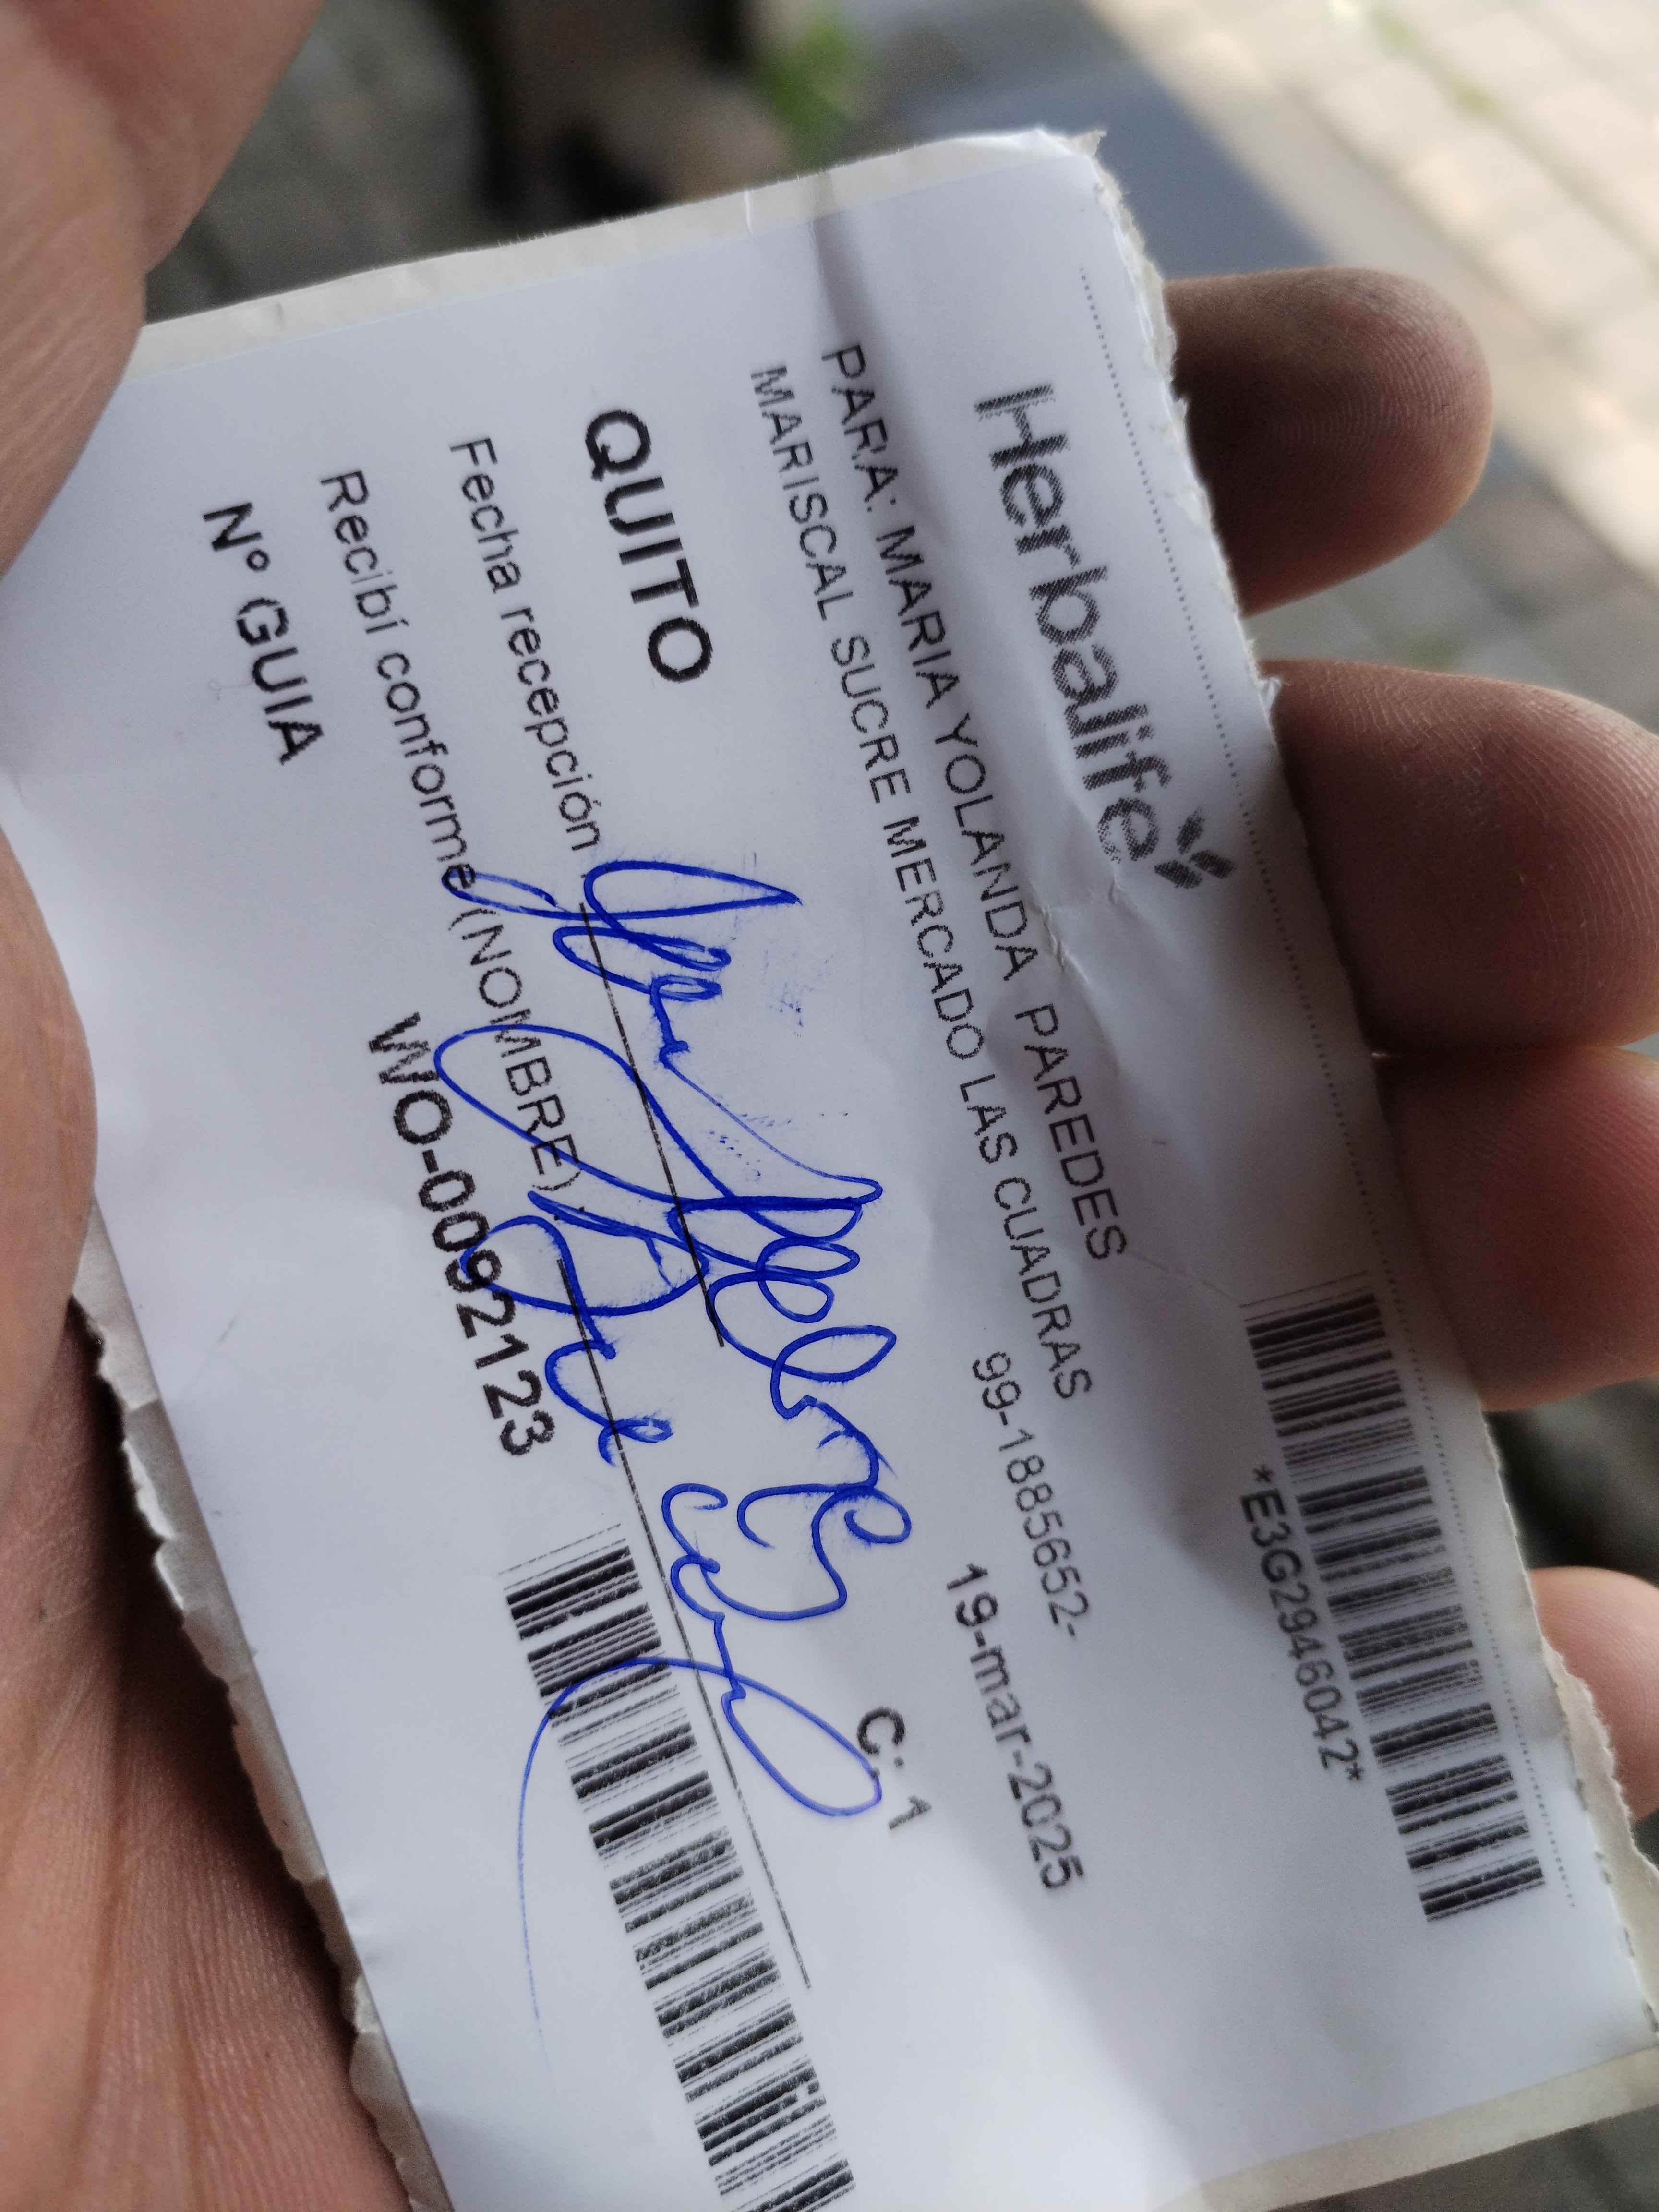 Herbalife
*E3G2946042*
PARA: MARIA YOLANDA PAREDES
MARISCAL SUCRE MERCADO LAS CUADRAS
99-1885652-
19-mar-2025
QUITO
C: 1
Fecha recepción
Recibí conforme (NOMBRE)
Nº GUIA
WO-0092123